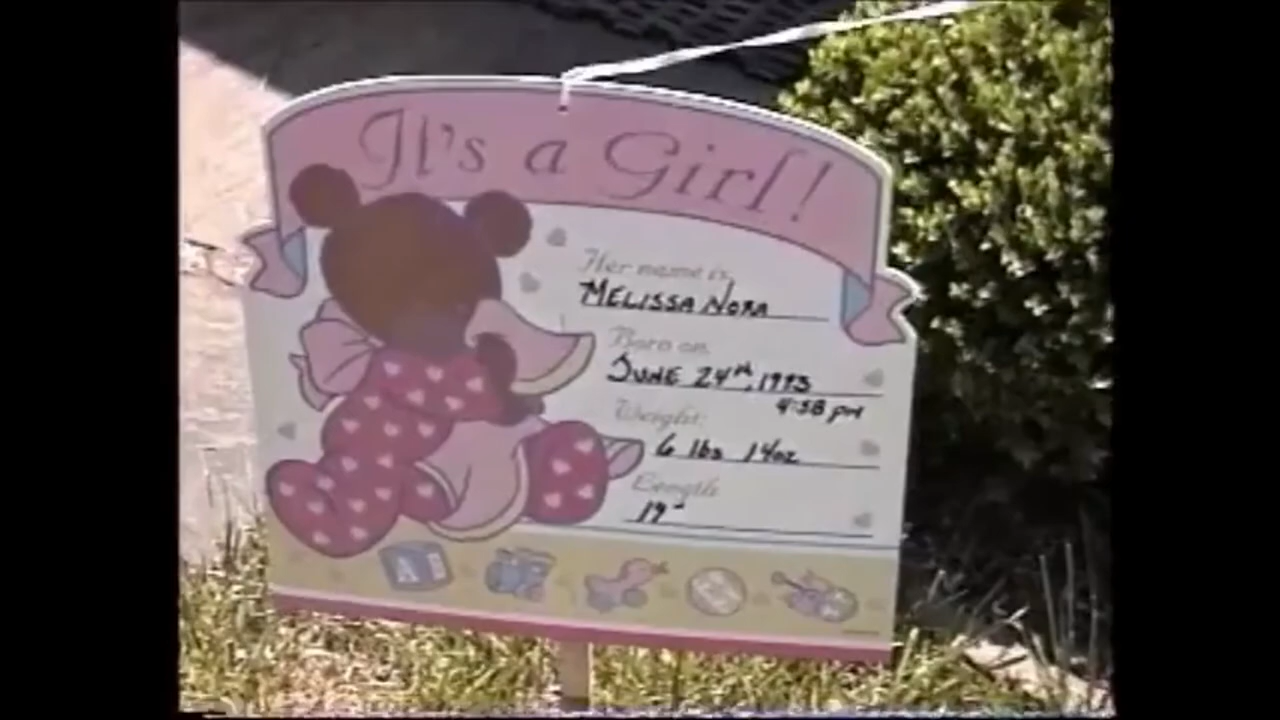 It's a Girl!
Her name is
MELISSA NORA
Born on
JUNE 24th, 1993
4:58 pm
Weight:
6 lbs 14oz
Length
19"